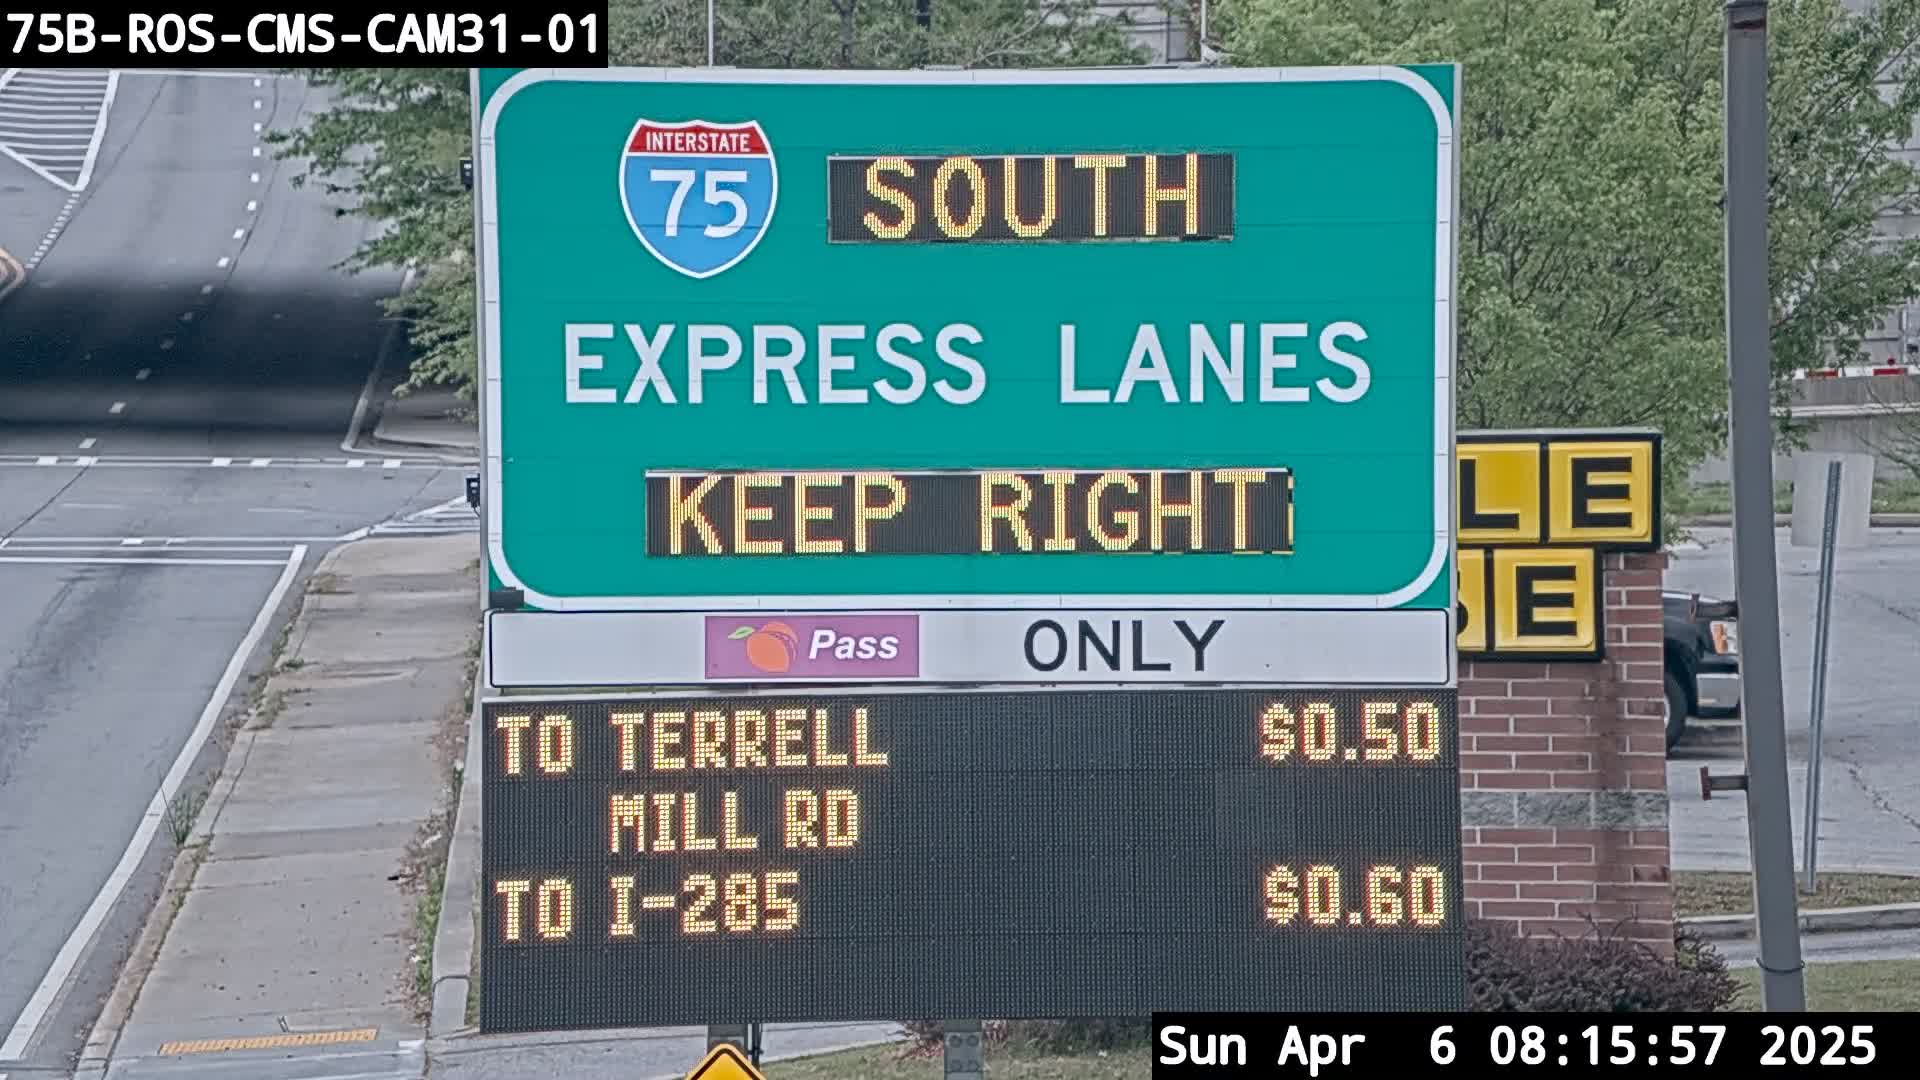 75B-ROS-CMS-CAM31-01
INTERSTATE
75
SOUTH
EXPRESS LANES
KEEP RIGHT
Pass ONLY
TO TERRELL $0.50
MILL RD
TO I-285 $0.60
LE
E
Sun Apr 6 08:15:57 2025